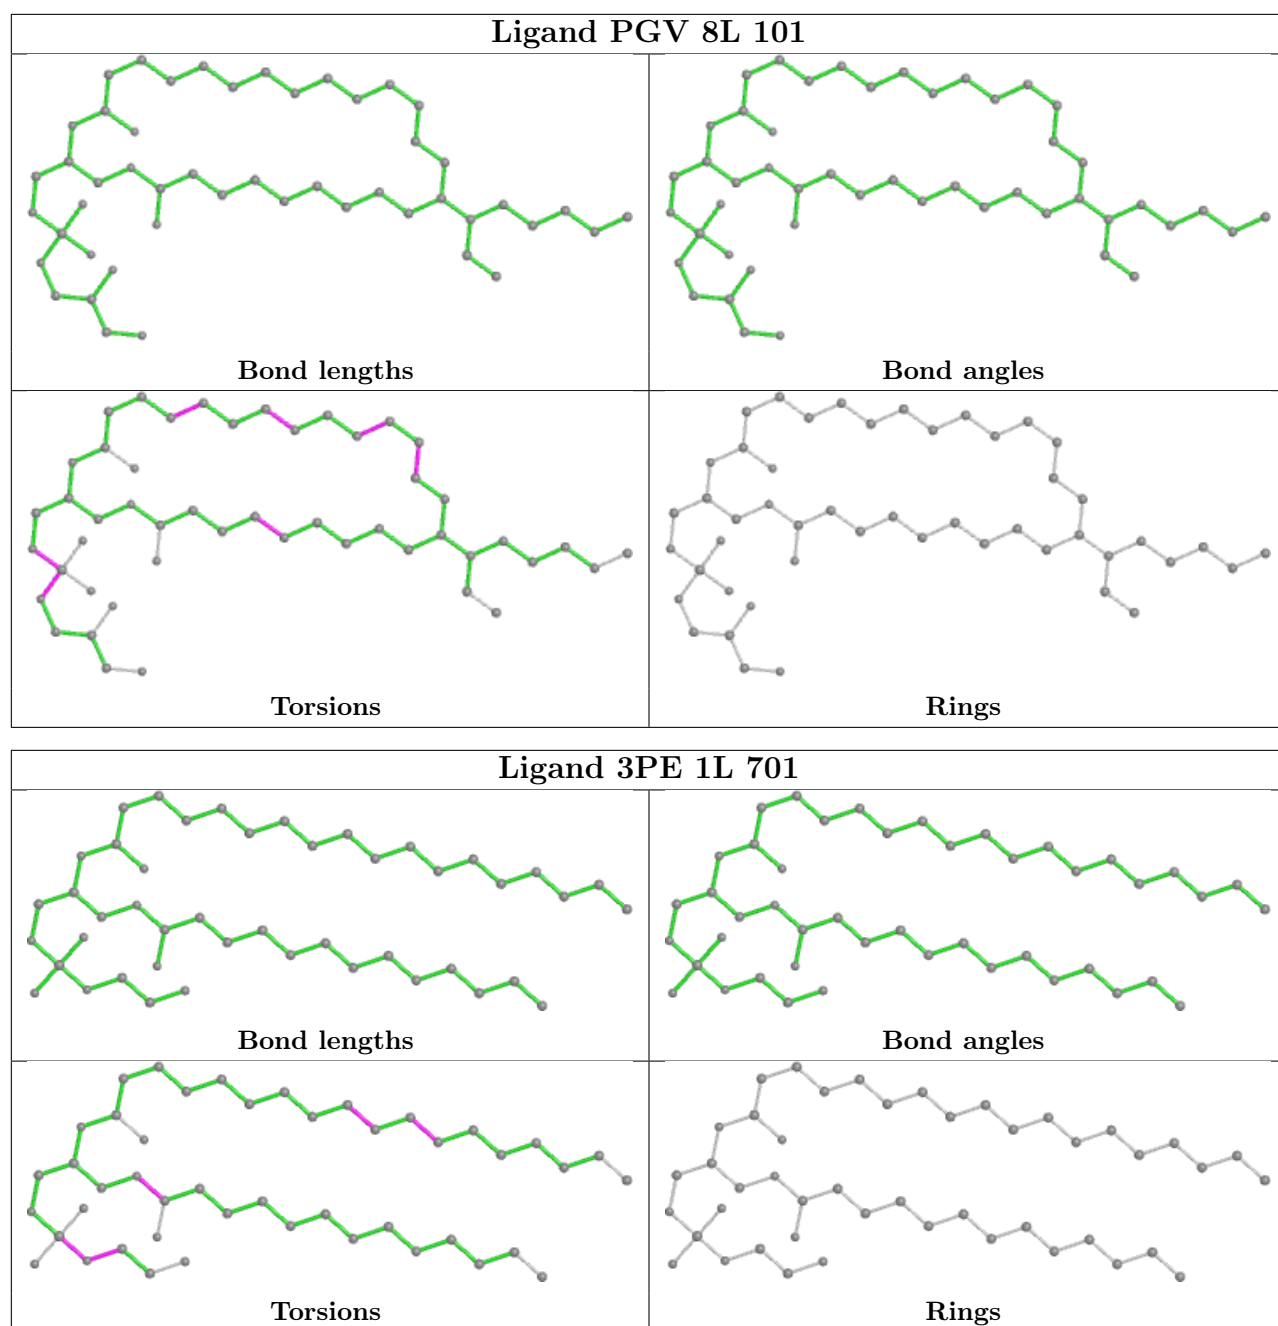 Ligand PGV 8L 101
Bond lengths
Bond angles
Torsions
Rings
Ligand 3PE 1L 701
Bond lengths
Bond angles
Torsions
Rings